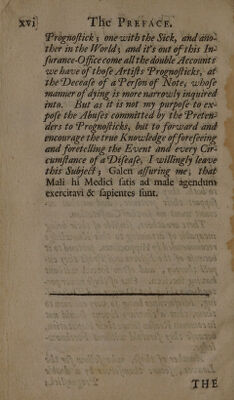 xvi] The PREFACE.
Prognoſtick; one with the Sick, and ano-
ther in the World; and it's out of this In-
ſurance-Office come all the double Accounts
we have of thoſe Artiſts Prognoſticks, at
the Deceaſe of a Perſon of Note, whoſe
manner of dying is more narrowly inquired
into. But as it is not my purpoſe to ex-
poſe the Abuſes committed by the Preten-
ders to Prognoſticks, but to forward and
encourage the true Knowledge of foreſeeing
and foretelling the Event and every Cir-
cumſtance of a Diſeaſe, I willingly leave
this Subject; Galen aſſuring me, that
Mali hi Medici ſatis ad male agendum
exercitavi & ſapientes ſunt.
THE